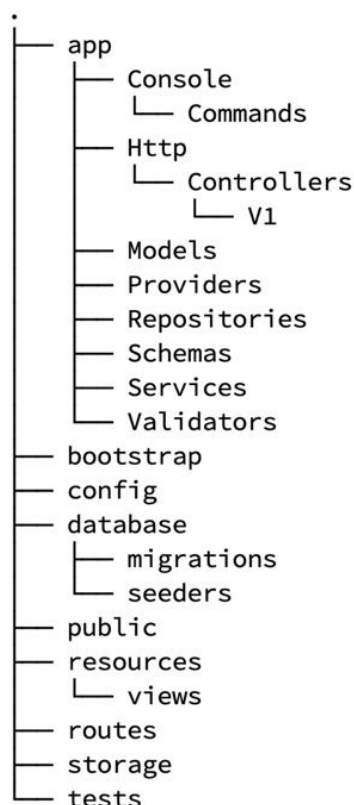 .
├── app
│   ├── Console
│   │   └── Commands
│   ├── Http
│   │   └── Controllers
│   │       └── V1
│   ├── Models
│   ├── Providers
│   ├── Repositories
│   ├── Schemas
│   ├── Services
│   └── Validators
├── bootstrap
├── config
├── database
│   ├── migrations
│   └── seeders
├── public
├── resources
│   └── views
├── routes
├── storage
└── tests